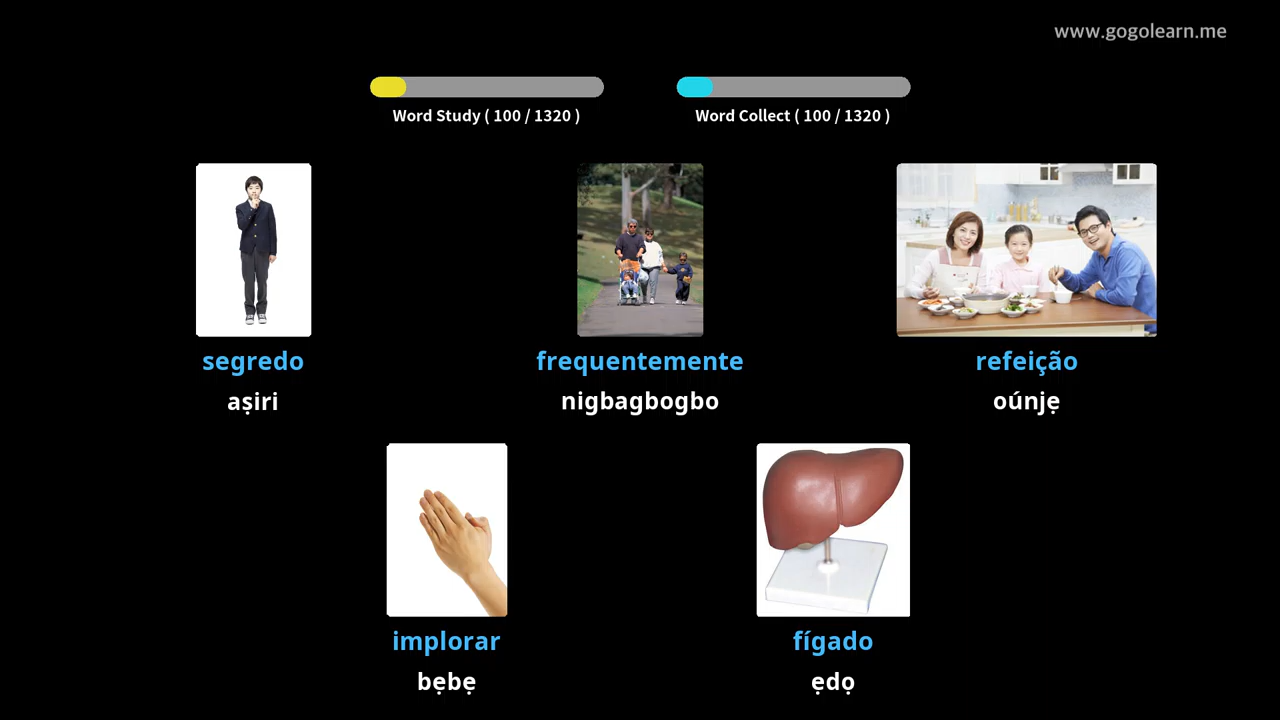 www.gogolearn.me
Word Study ( 100 / 1320 )
Word Collect ( 100 / 1320 )
segredo
aṣiri
frequentemente
nigbagbogbo
refeição
oúnjẹ
implorar
bẹbẹ
fígado
ẹdọ